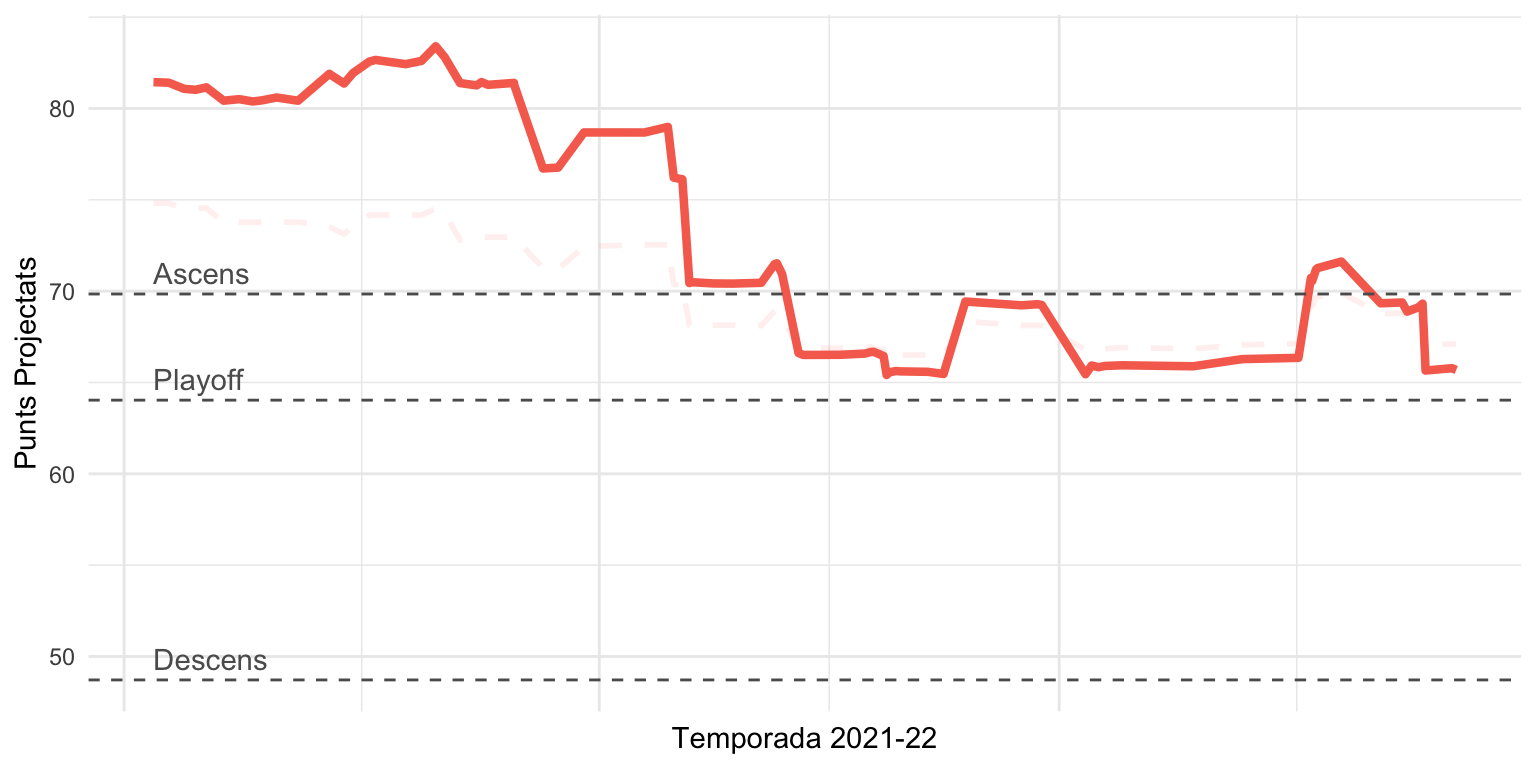 80
70
60
50
Punts Projectats
Ascens
Playoff
Descens
Temporada 2021-22